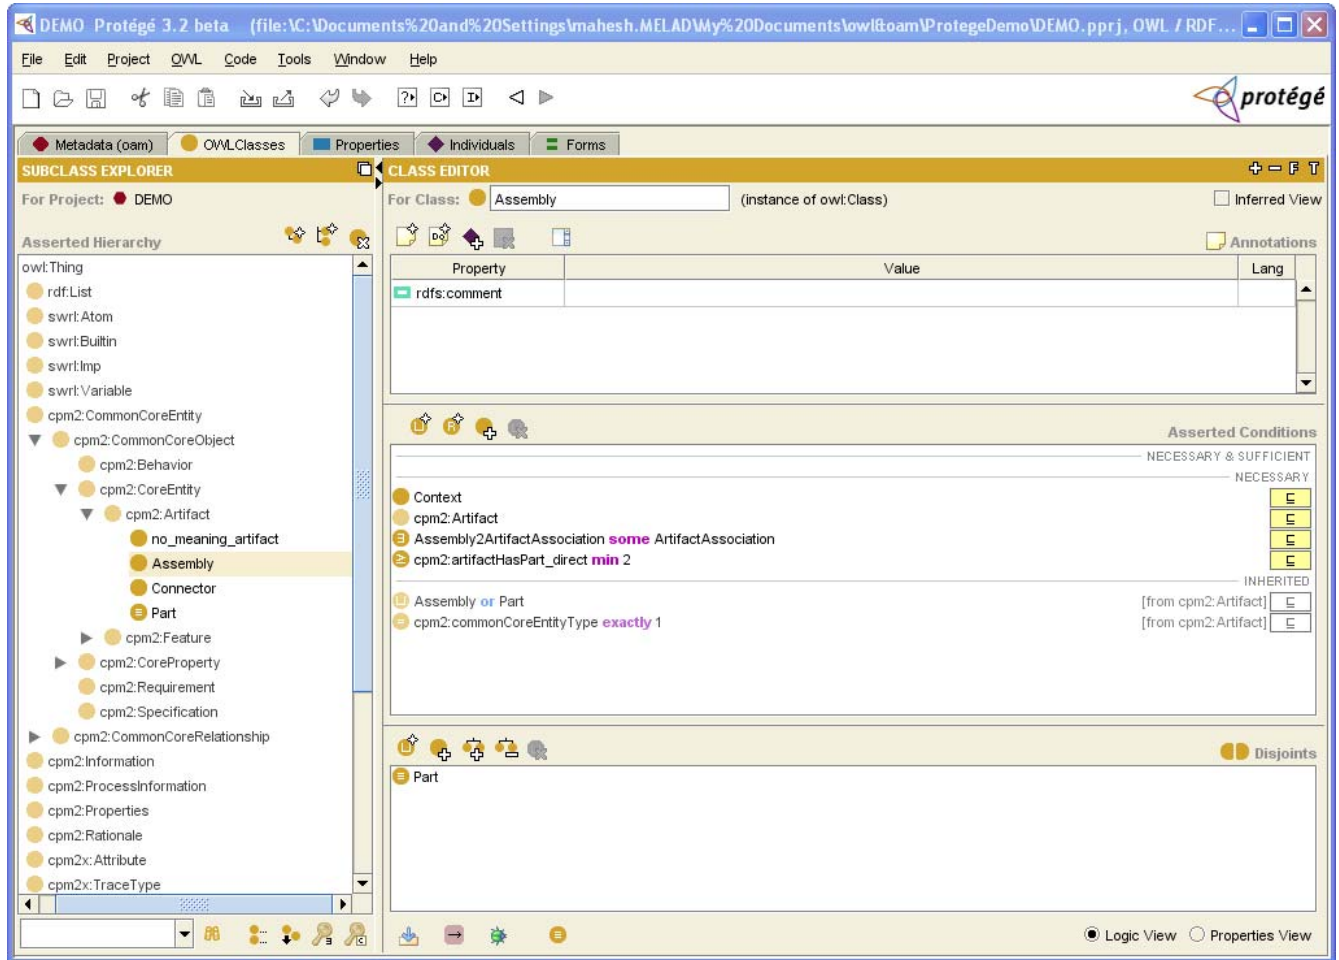 DEMO Protégé 3.2 beta (file:\C:\Documents%20and%20Settings\mahesh.MELAD\My%20Documents\owl&oam\ProtegeDemo\DEMO.pprj, OWL / RDF ...
File Edit Project OWL Code Tools Window Help
protégé
Metadata (oam) OWLClasses Properties Individuals Forms
SUBCLASS EXPLORER
For Project: DEMO
Asserted Hierarchy
owl:Thing
rdf:List
swrl:Atom
swrl:Builtin
swrl:Imp
swrl:Variable
cpm2:CommonCoreEntity
cpm2:CommonCoreObject
cpm2:Behavior
cpm2:CoreEntity
cpm2:Artifact
no_meaning_artifact
Assembly
Connector
Part
cpm2:Feature
cpm2:CoreProperty
cpm2:Requirement
cpm2:Specification
cpm2:CommonCoreRelationship
cpm2:Information
cpm2:ProcessInformation
cpm2:Properties
cpm2:Rationale
cpm2x:Attribute
cpm2x:TraceType
CLASS EDITOR
F T
For Class: Assembly (instance of owl:Class) Inferred View
Annotations
Property Value Lang
rdfs:comment
Asserted Conditions
NECESSARY & SUFFICIENT
NECESSARY
Context ⊑
cpm2:Artifact ⊑
Assembly2ArtifactAssociation some ArtifactAssociation ⊑
cpm2:artifactHasPart_direct min 2 ⊑
INHERITED
Assembly or Part [from cpm2:Artifact] ⊑
cpm2:commonCoreEntityType exactly 1 [from cpm2:Artifact] ⊑
Disjoints
Part
Logic View Properties View